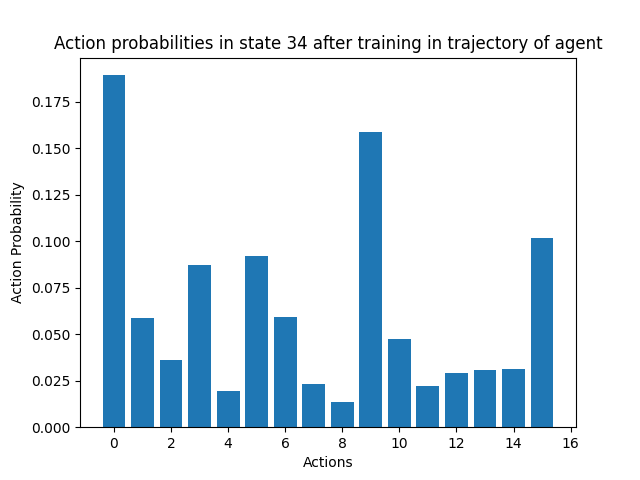 Action probabilities in state 34 after training in trajectory of agent
0.175
0.150
0.125
0.100
0.075
0.050
0.025
0.000
Action Probability
0 2 4 6 8 10 12 14 16
Actions